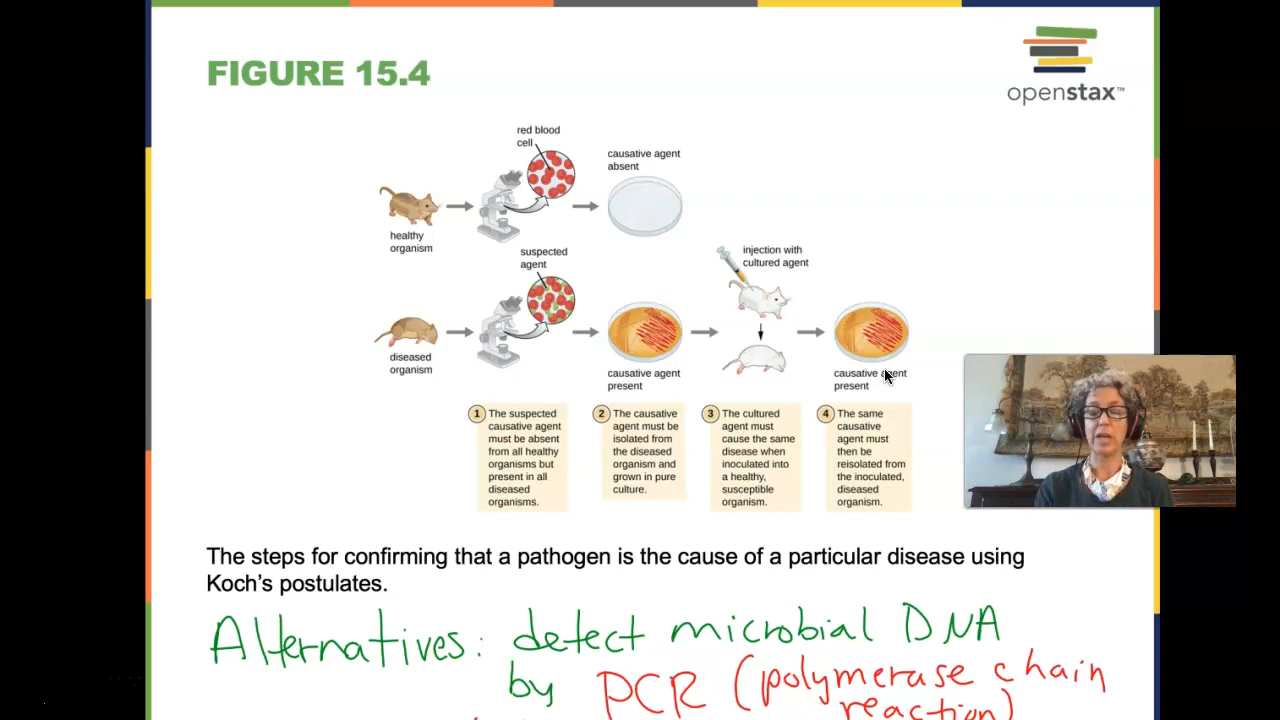 FIGURE 15.4
openstax™
red blood
cell
causative agent
absent
healthy
organism
suspected
agent
injection with
cultured agent
diseased
organism
causative agent
present
causative agent
present
1 The suspected
causative agent
must be absent
from all healthy
organisms but
present in all
diseased
organisms.
2 The causative
agent must be
isolated from
the diseased
organism and
grown in pure
culture.
3 The cultured
agent must
cause the same
disease when
inoculated into
a healthy,
susceptible
organism.
4 The same
causative
agent must
then be
reisolated from
the inoculated,
diseased
organism.
The steps for confirming that a pathogen is the cause of a particular disease using
Koch's postulates.
Alternatives: detect microbial DNA
by PCR (polymerase chain
reaction)